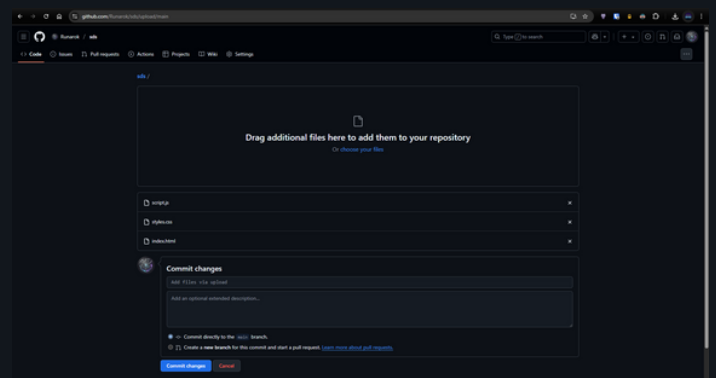 github.com/Runarok/sds/upload/main
Runarok / sds
Type / to search
Code
Issues
Pull requests
Actions
Projects
Wiki
Settings
sds /
Drag additional files here to add them to your repository
Or choose your files
script.js
styles.css
index.html
Commit changes
Add files via upload
Add an optional extended description...
Commit directly to the main branch.
Create a new branch for this commit and start a pull request. Learn more about pull requests.
Commit changes
Cancel